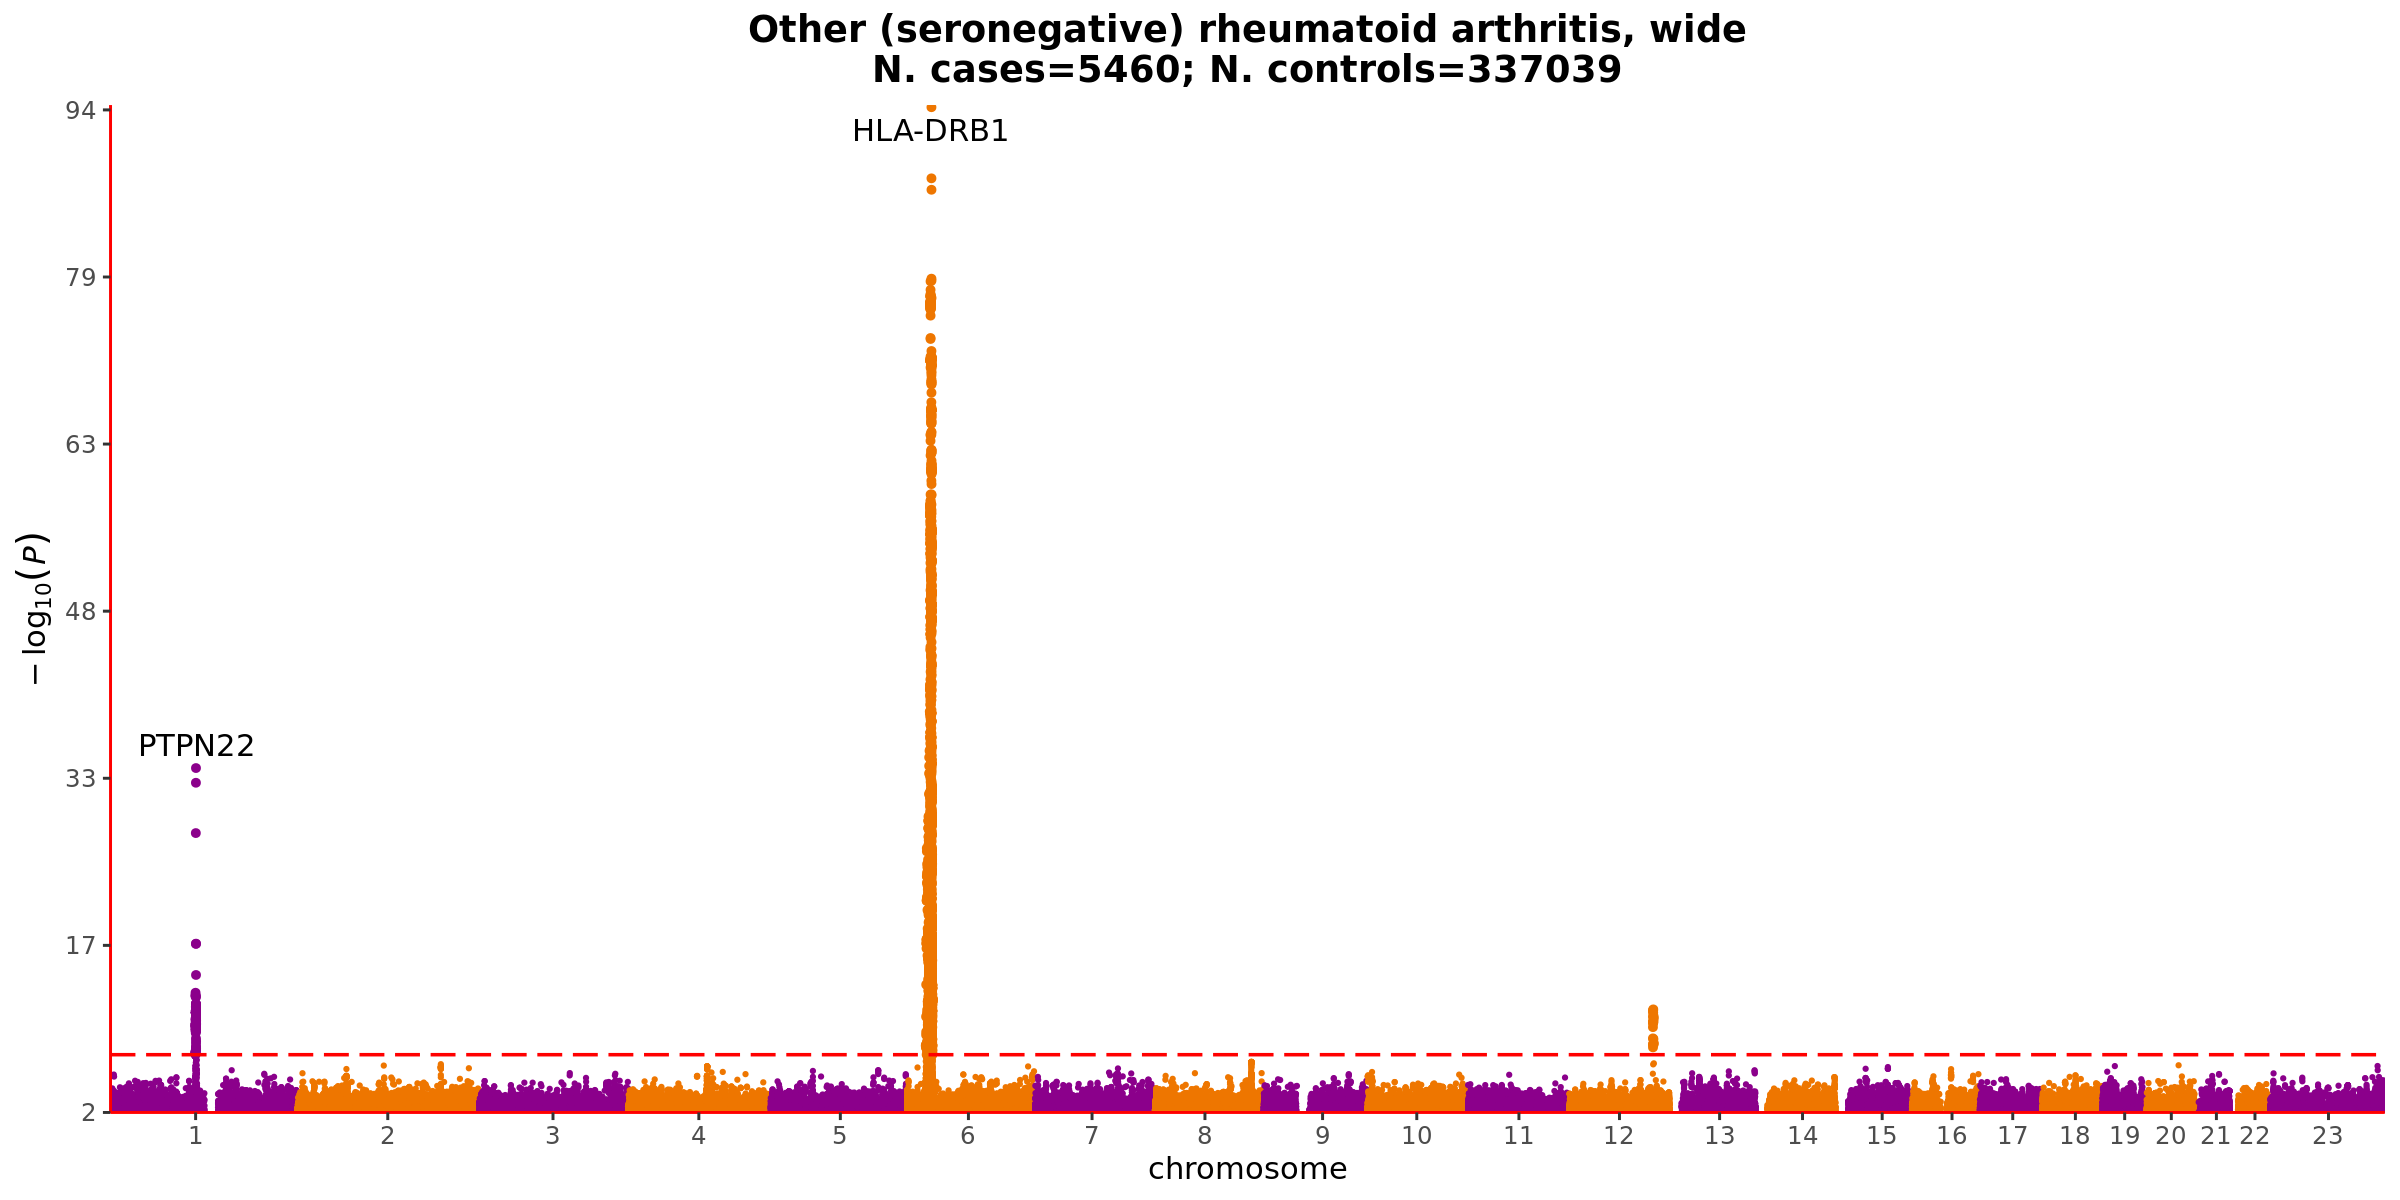 Other (seronegative) rheumatoid arthritis, wide
N. cases=5460; N. controls=337039
94
HLA-DRB1
79
63
48
− log₁₀(P)
PTPN22
33
17
2
1 2 3 4 5 6 7 8 9 10 11 12 13 14 15 16 17 18 19 20 21 22 23
chromosome